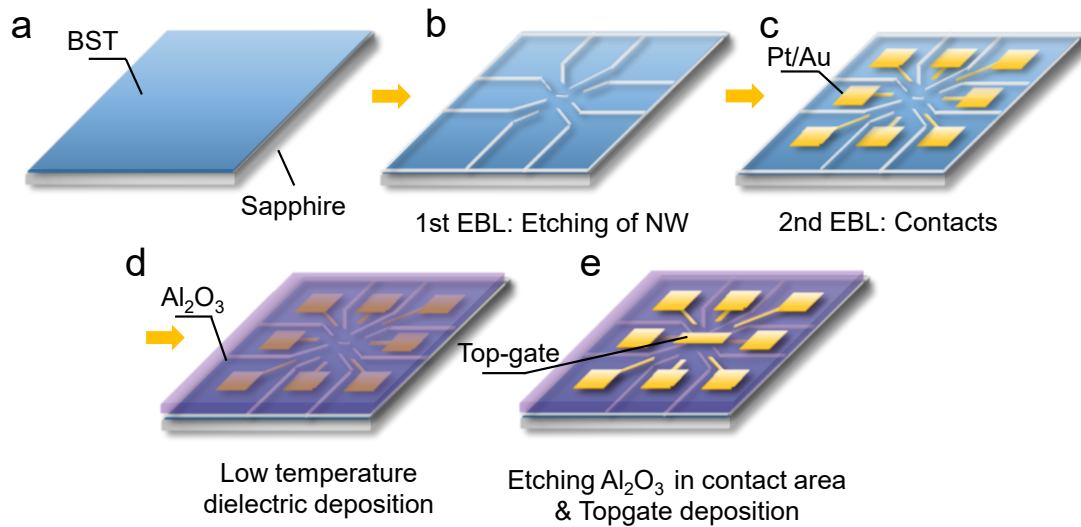 a
BST
Sapphire
b
1st EBL: Etching of NW
c
Pt/Au
2nd EBL: Contacts
d
Al₂O₃
Low temperature
dielectric deposition
e
Top-gate
Etching Al₂O₃ in contact area
& Topgate deposition